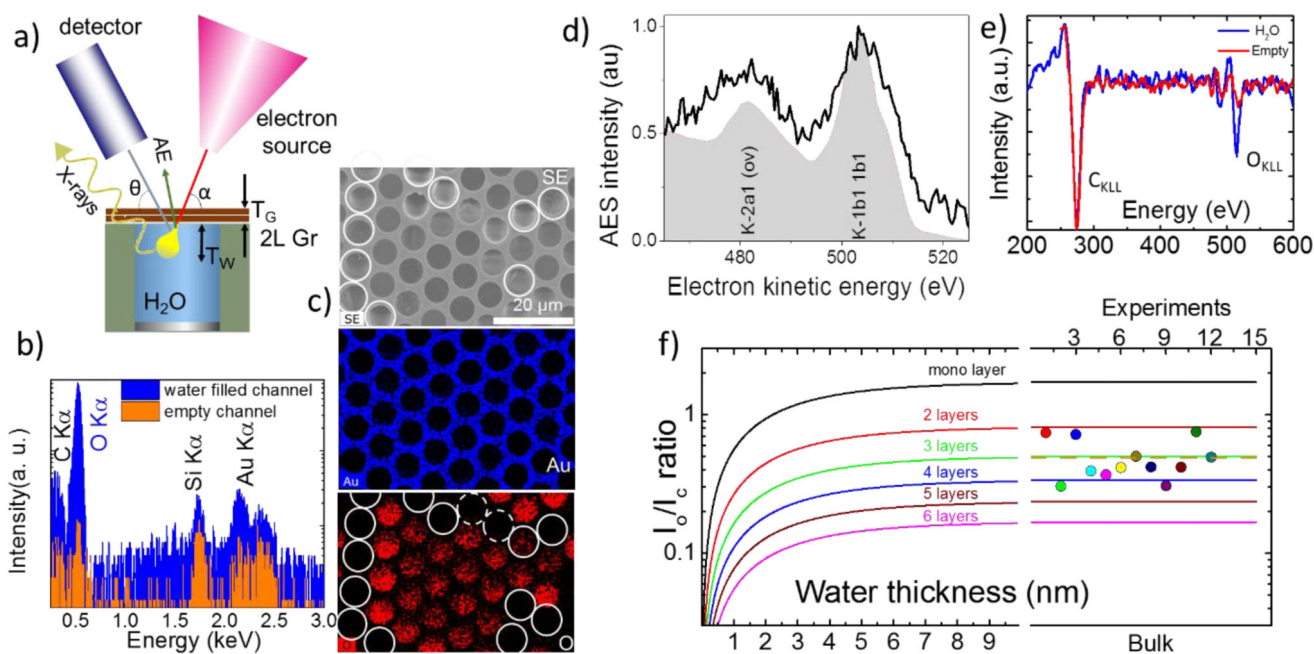 a)
detector
electron
source
AE
X-rays
θ
α
T_G
2L Gr
T_W
H₂O
b)
water filled channel
empty channel
C Kα
O Kα
Si Kα
Au Kα
Intensity(a. u.)
0.5 1.0 1.5 2.0 2.5 3.0
Energy (keV)
c)
SE
20 μm
SE
Au
Au
O
O
d)
AES intensity (au)
1.0
0.5
0.0
K-2a1 (ov)
K-1b1 1b1
480 500 520
Electron kinetic energy (eV)
e)
Intensity (a.u.)
H₂O
Empty
C_KLL
O_KLL
Energy (eV)
200 300 400 500 600
f)
Experiments
3 6 9 12 15
mono layer
2 layers
3 layers
4 layers
5 layers
6 layers
I_O/I_C ratio
1
0.1
Water thickness (nm)
1 2 3 4 5 6 7 8 9
Bulk